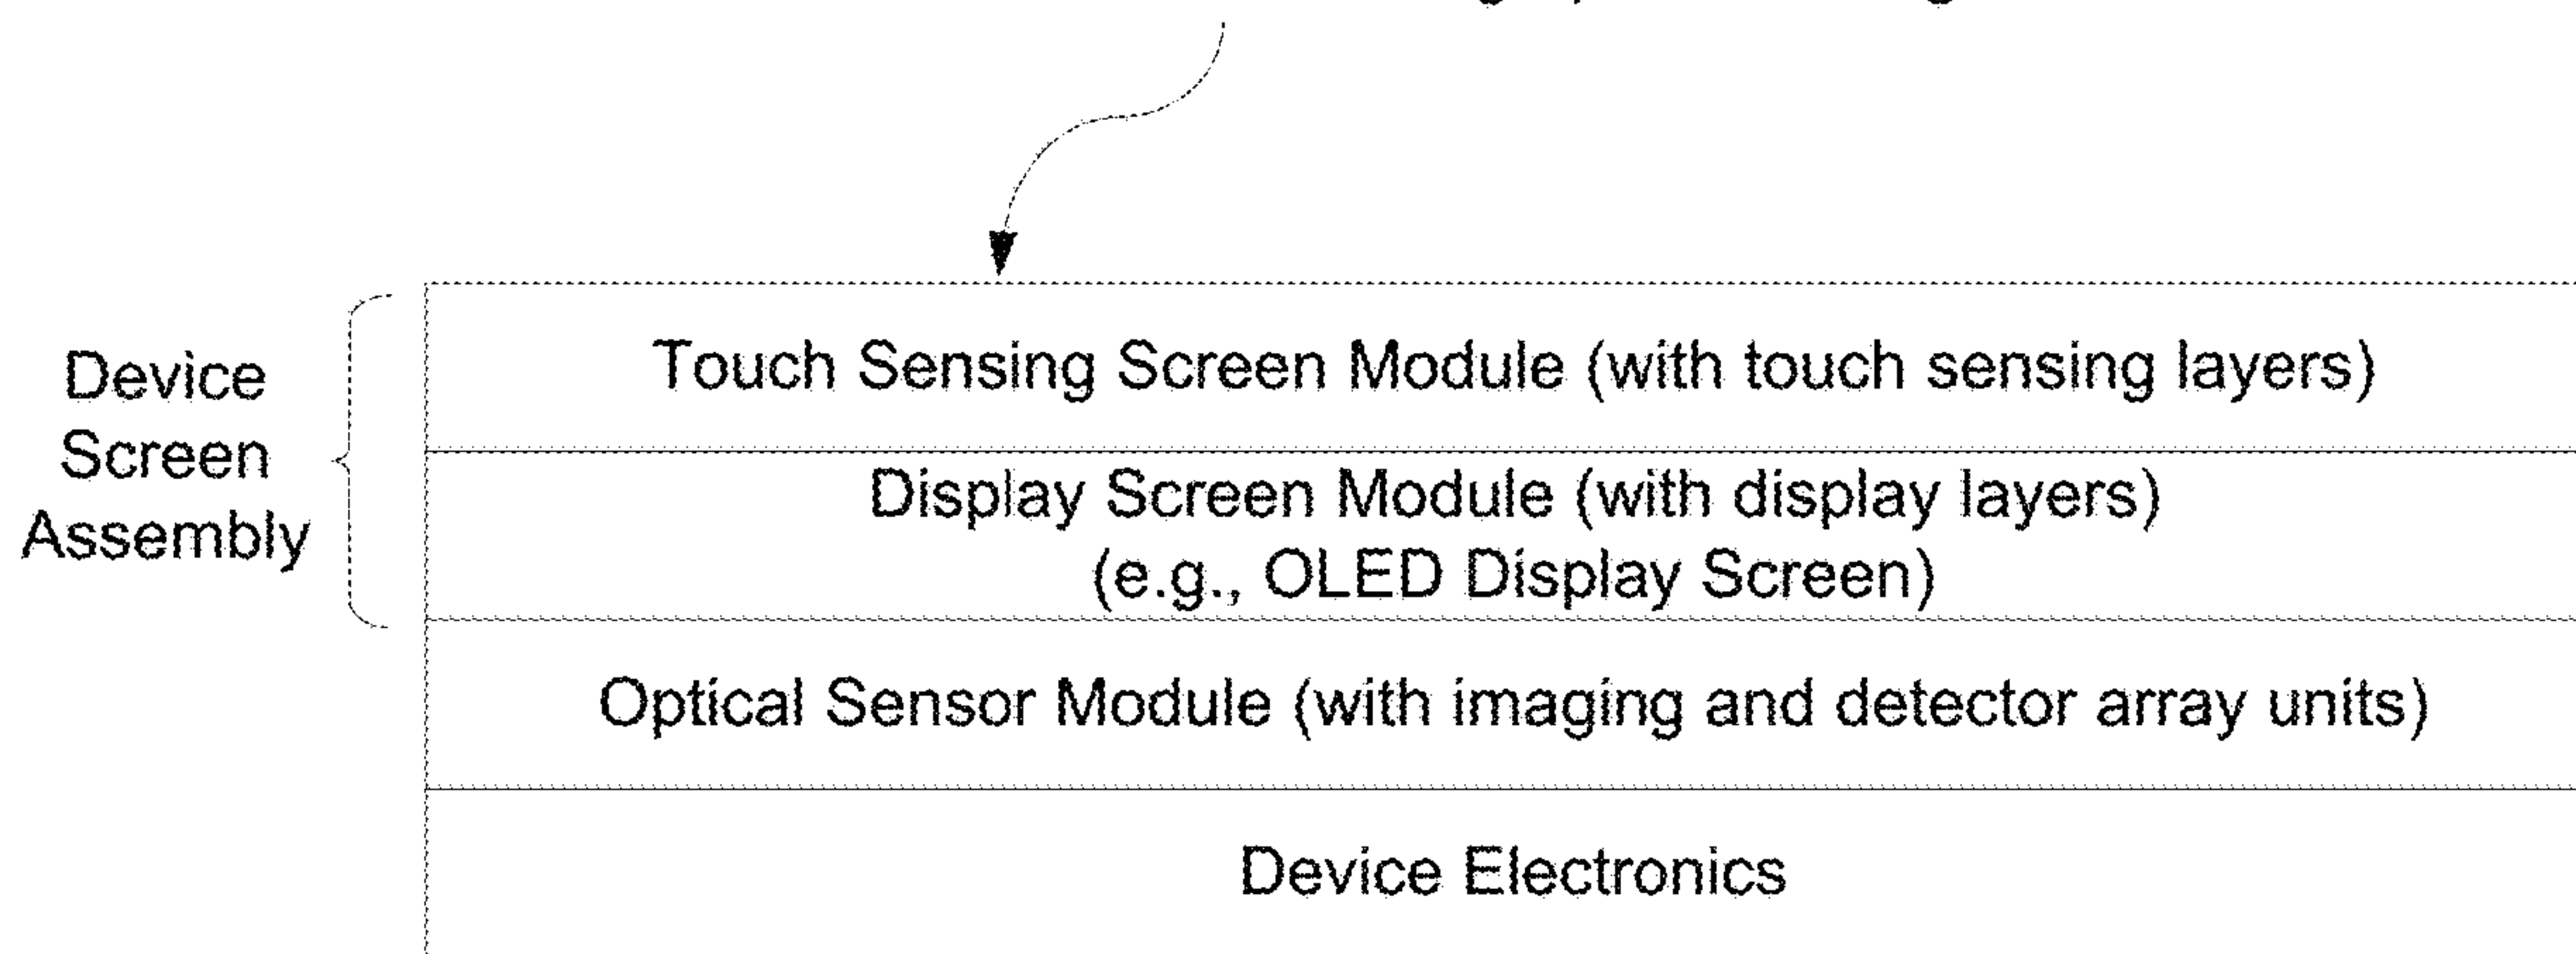 Device
Screen
Assembly
Touch Sensing Screen Module (with touch sensing layers)
Display Screen Module (with display layers)
(e.g., OLED Display Screen)
Optical Sensor Module (with imaging and detector array units)
Device Electronics